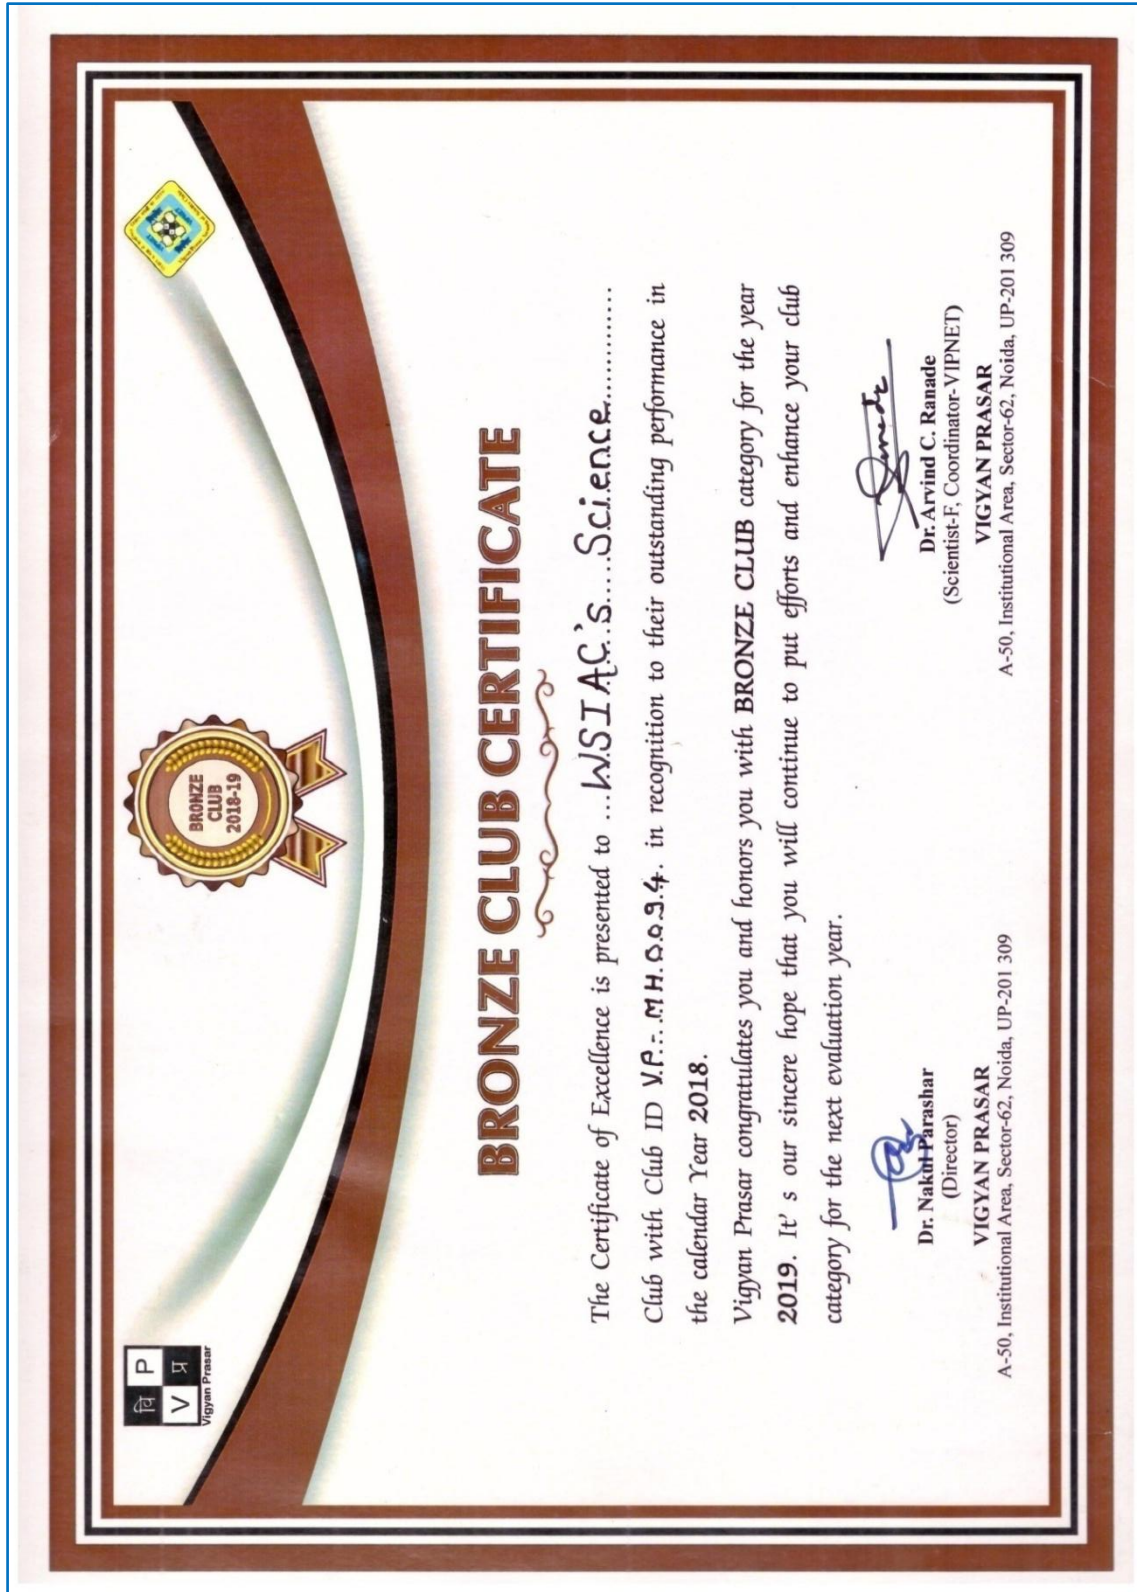 वि P
V प्र
Vigyan Prasar
BRONZE
CLUB
2018-19
BRONZE CLUB CERTIFICATE
The Certificate of Excellence is presented to ...WSIAC's.....Science............
Club with Club ID V.P.-..MH.0.0.9.4. in recognition to their outstanding performance in
the calendar Year 2018.
Vigyan Prasar congratulates you and honors you with BRONZE CLUB category for the year
2019. It' s our sincere hope that you will continue to put efforts and enhance your club
category for the next evaluation year.
Dr. Nakul Parashar
(Director)
VIGYAN PRASAR
A-50, Institutional Area, Sector-62, Noida, UP-201 309
Dr. Arvind C. Ranade
(Scientist-F, Coordinator-VIPNET)
VIGYAN PRASAR
A-50, Institutional Area, Sector-62, Noida, UP-201 309